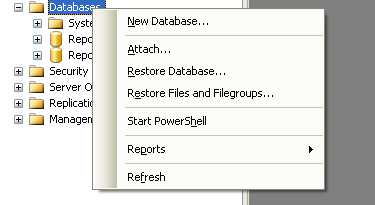 Databases
Syste
Repo
Repo
Security
Server O
Replicatio
Managem
New Database...
Attach...
Restore Database...
Restore Files and Filegroups...
Start PowerShell
Reports
Refresh